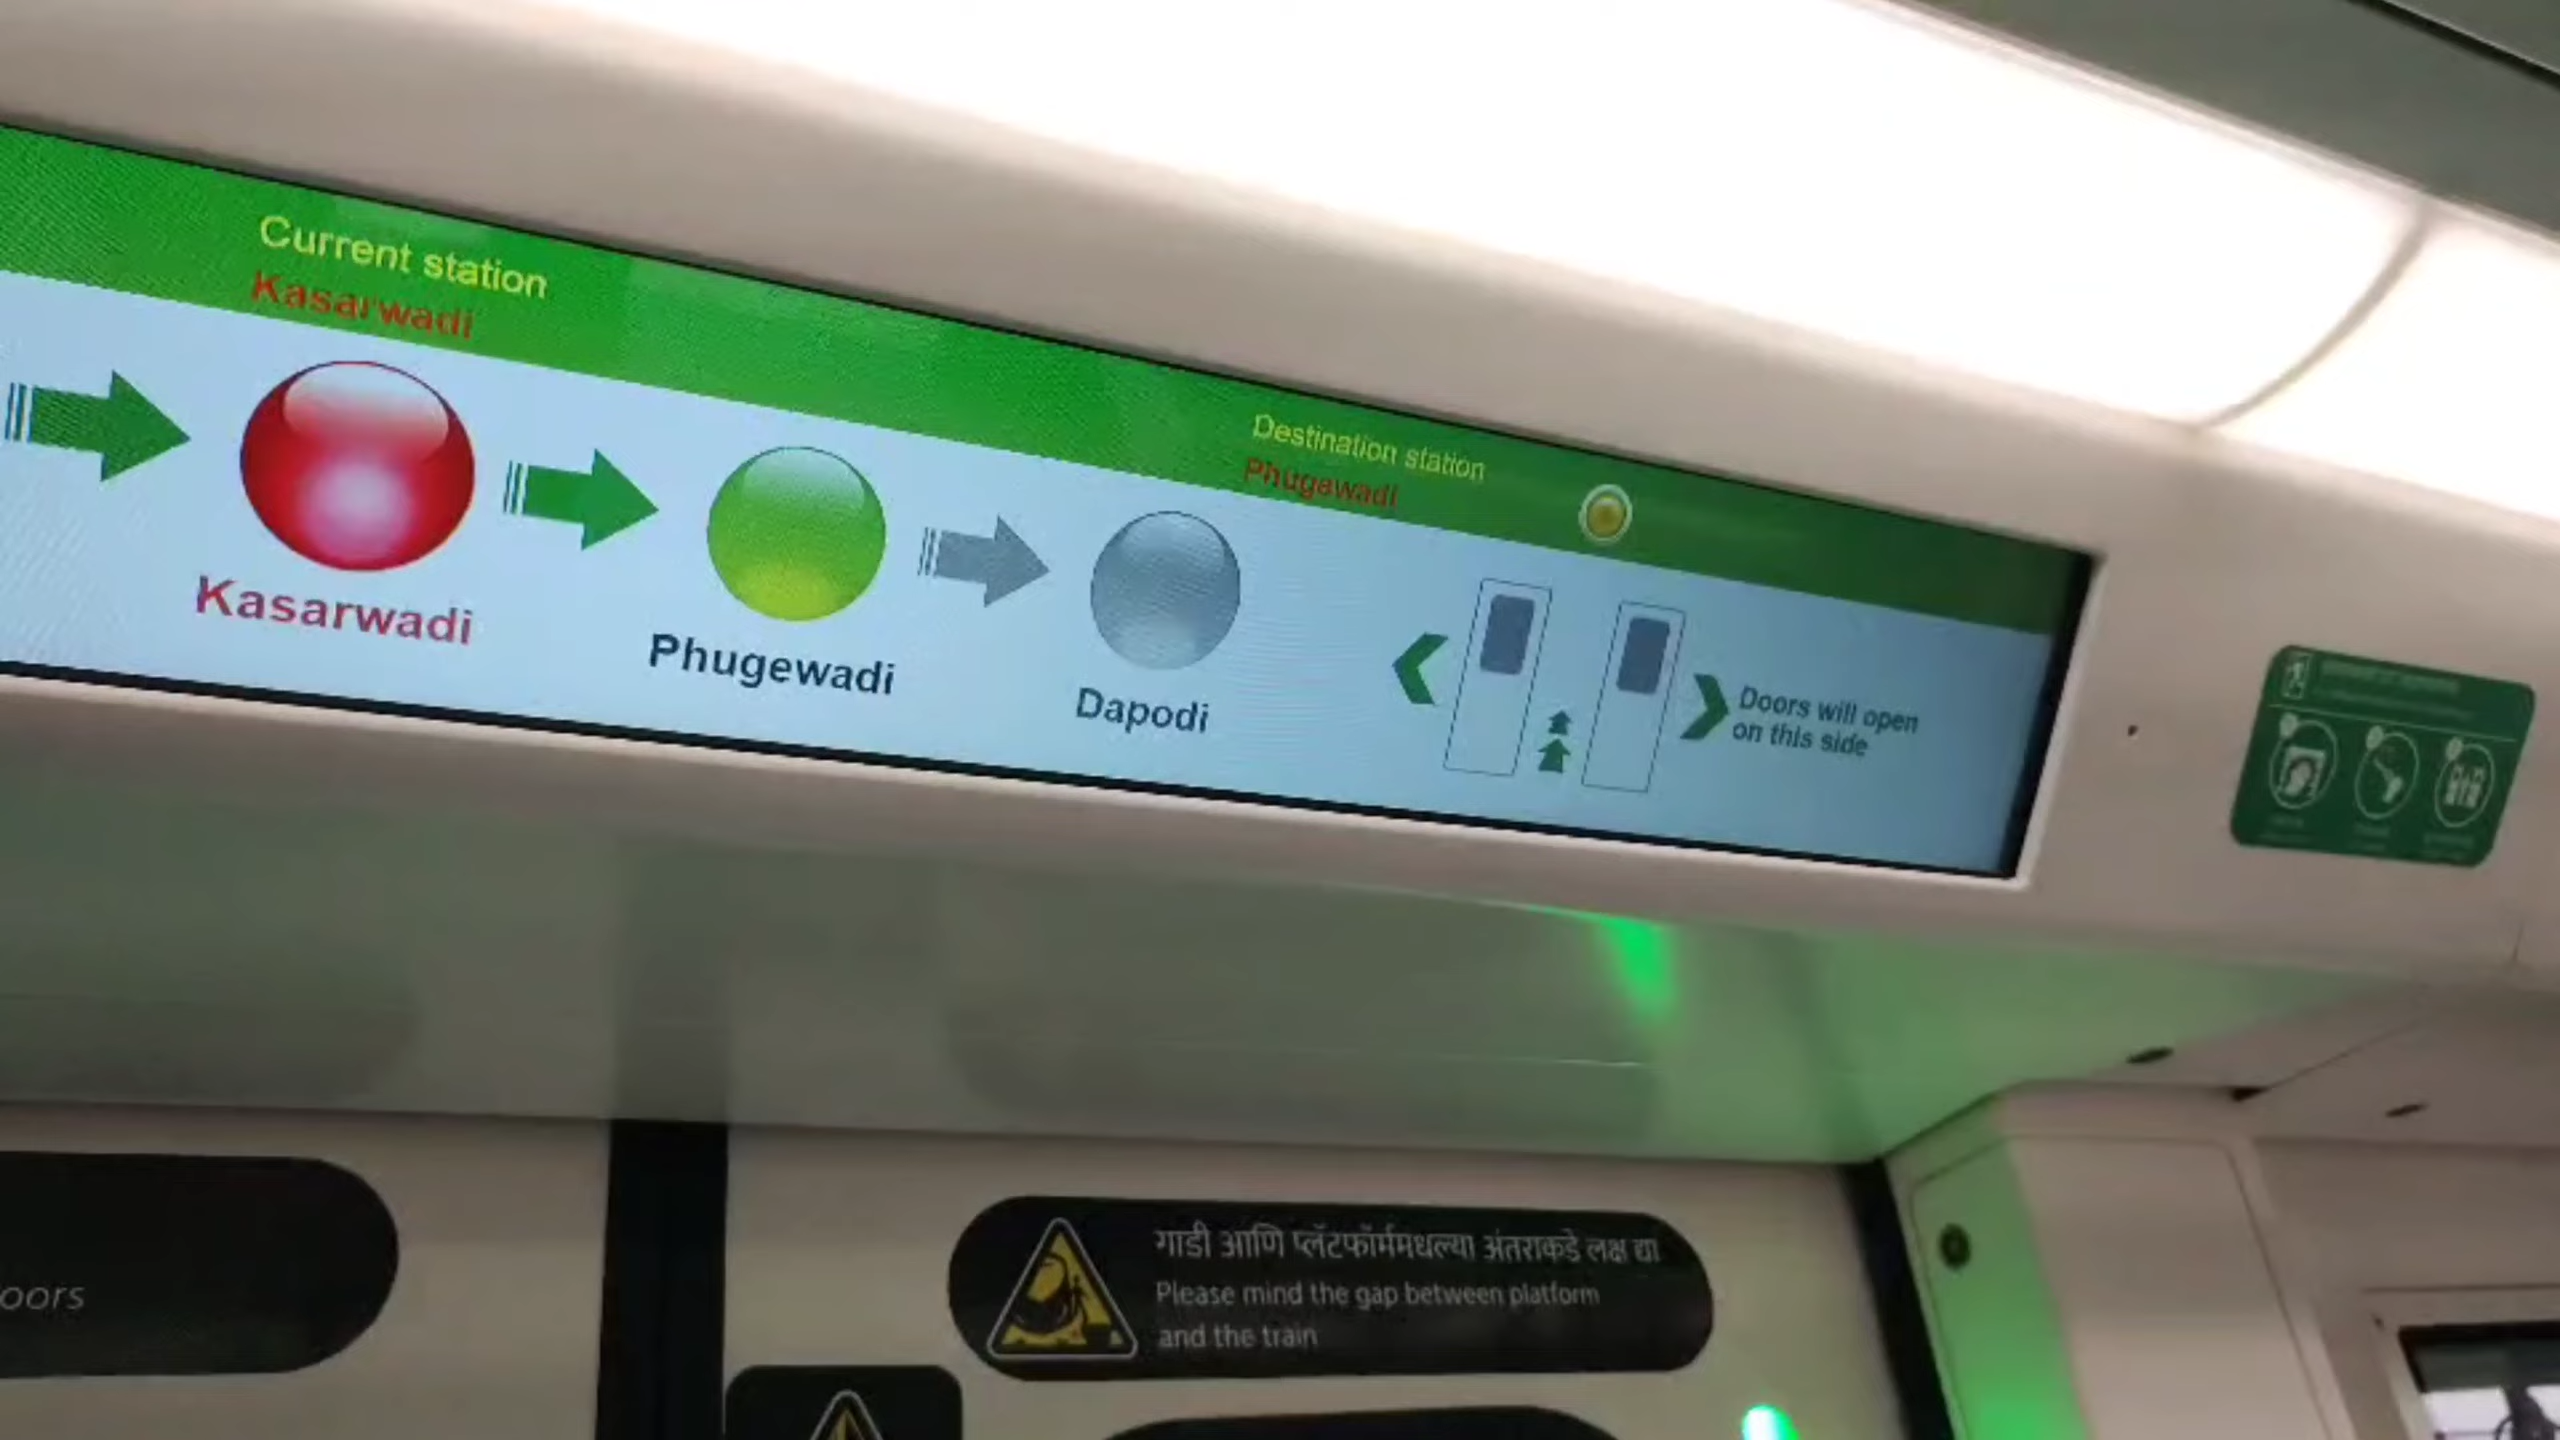 Current station
Kasarwadi
Destination station
Phugewadi
Kasarwadi
Phugewadi
Dapodi
Doors will open
on this side
oors
गाडी आणि प्लॅटफॉर्ममधल्या अंतराकडे लक्ष द्या
Please mind the gap between platform
and the train